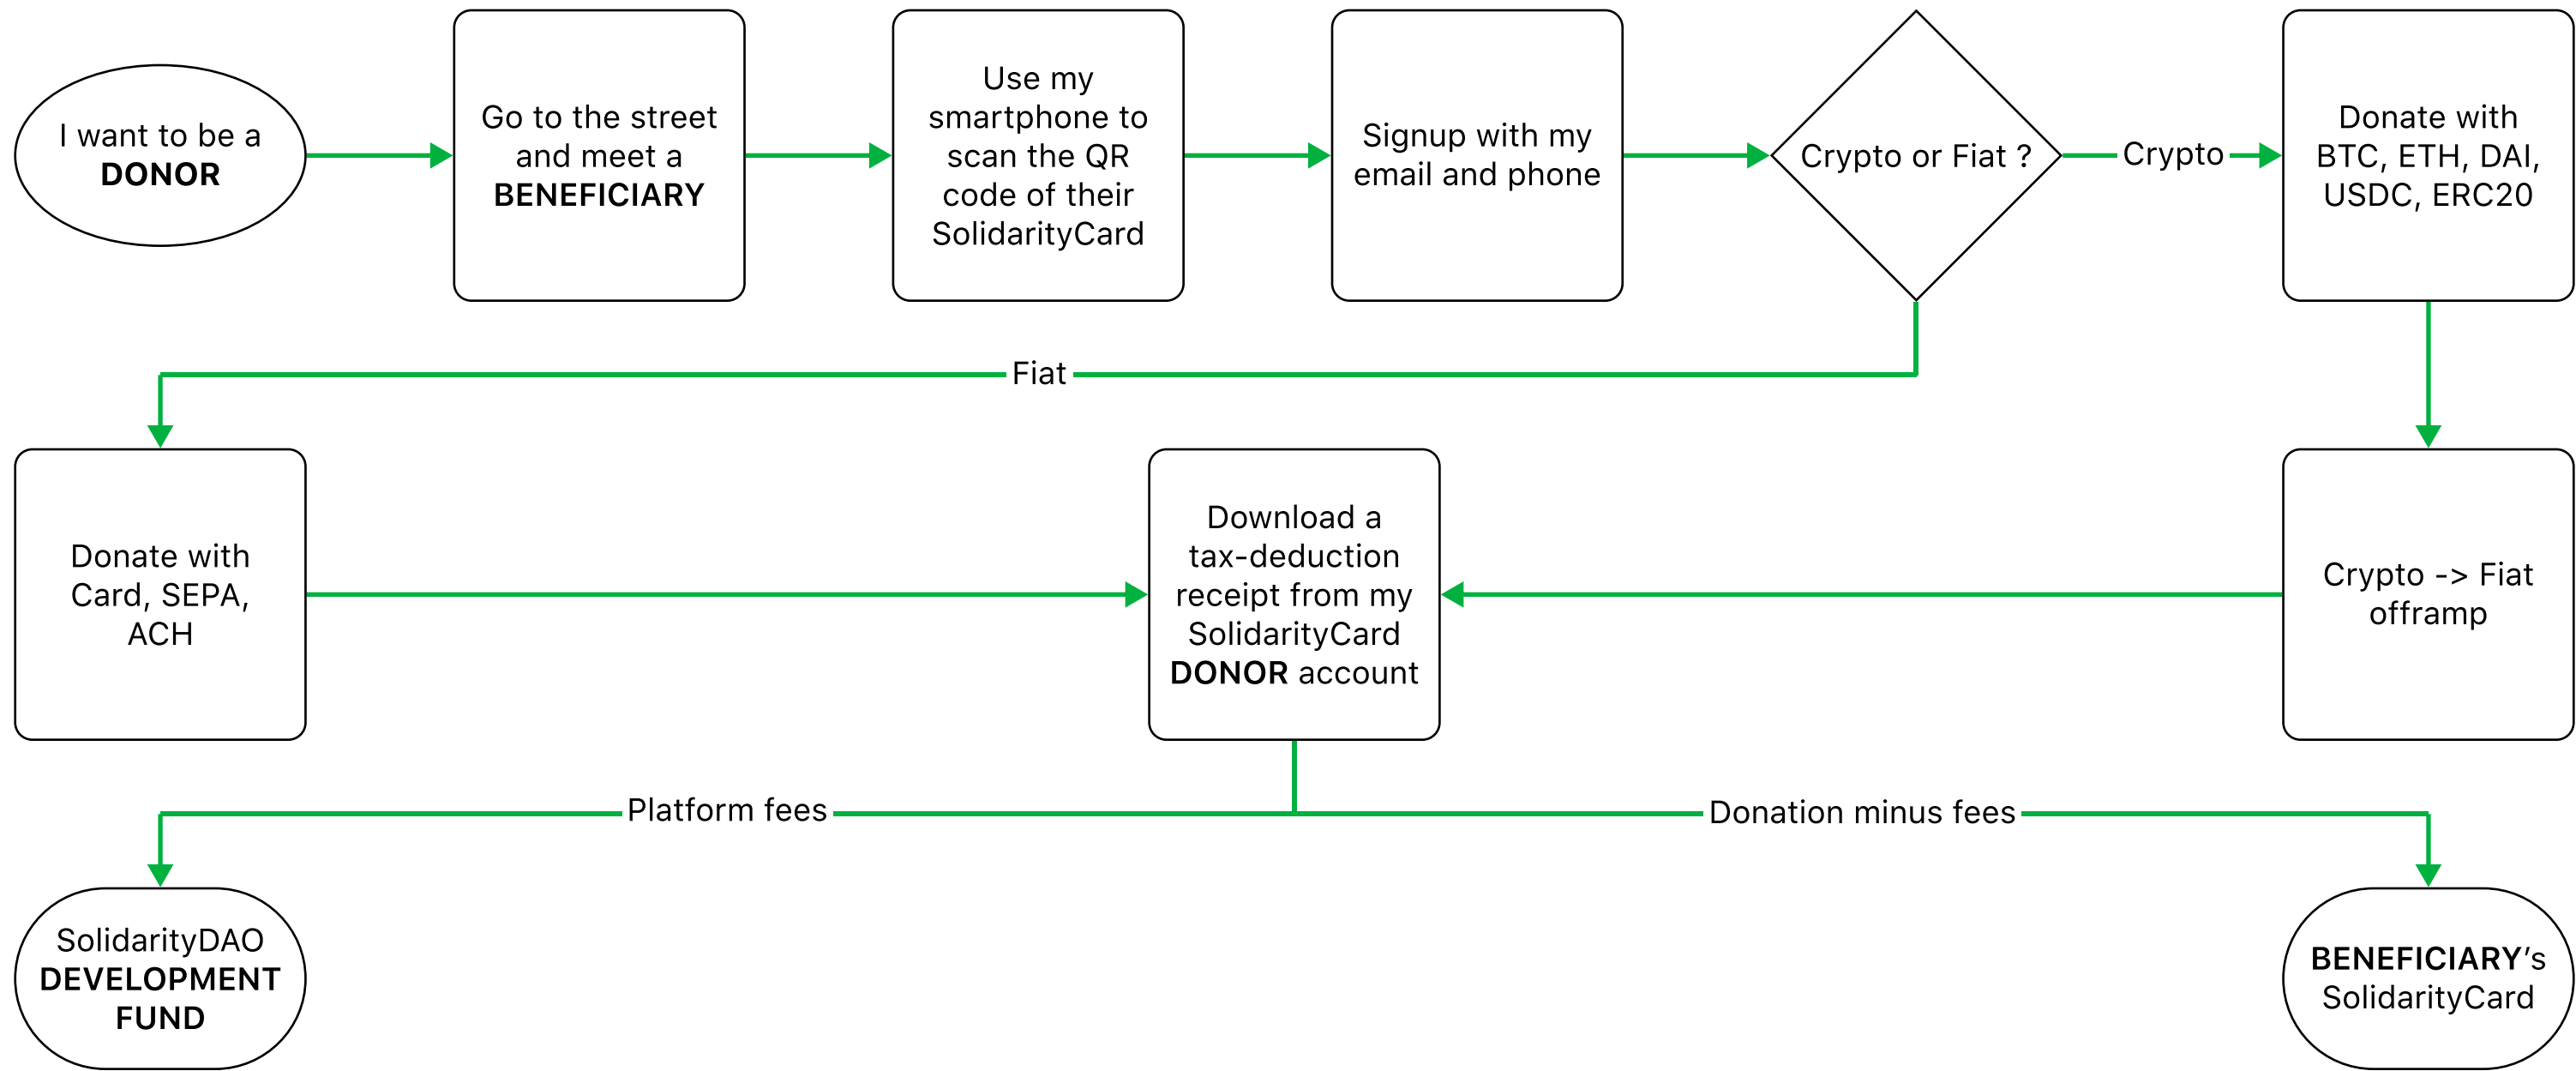 I want to be a
DONOR
Go to the street
and meet a
BENEFICIARY
Use my
smartphone to
scan the QR
code of their
SolidarityCard
Signup with my
email and phone
Crypto or Fiat ?
Crypto
Donate with
BTC, ETH, DAI,
USDC, ERC20
Fiat
Donate with
Card, SEPA,
ACH
Download a
tax-deduction
receipt from my
SolidarityCard
DONOR account
Crypto -> Fiat
offramp
Platform fees
Donation minus fees
SolidarityDAO
DEVELOPMENT
FUND
BENEFICIARY’s
SolidarityCard